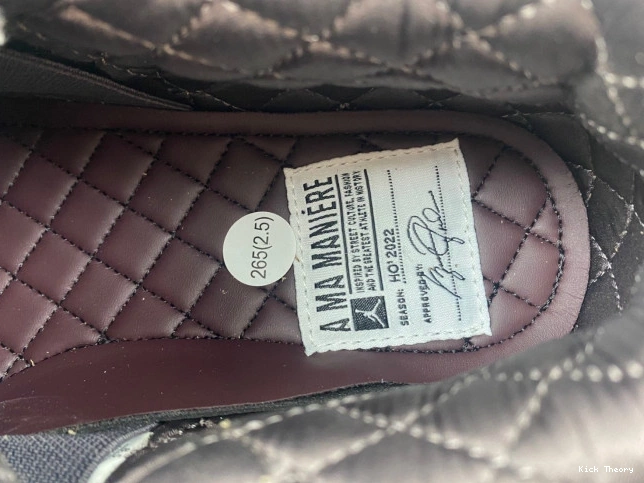 265(2.5)
A MA MANIÉRE
INSPIRED BY STREET CULTURE, FASHION
AND THE GREATEST ATHLETE IN HISTORY
SEASON: HO' 2022
APPROVED BY:
Kick Theory